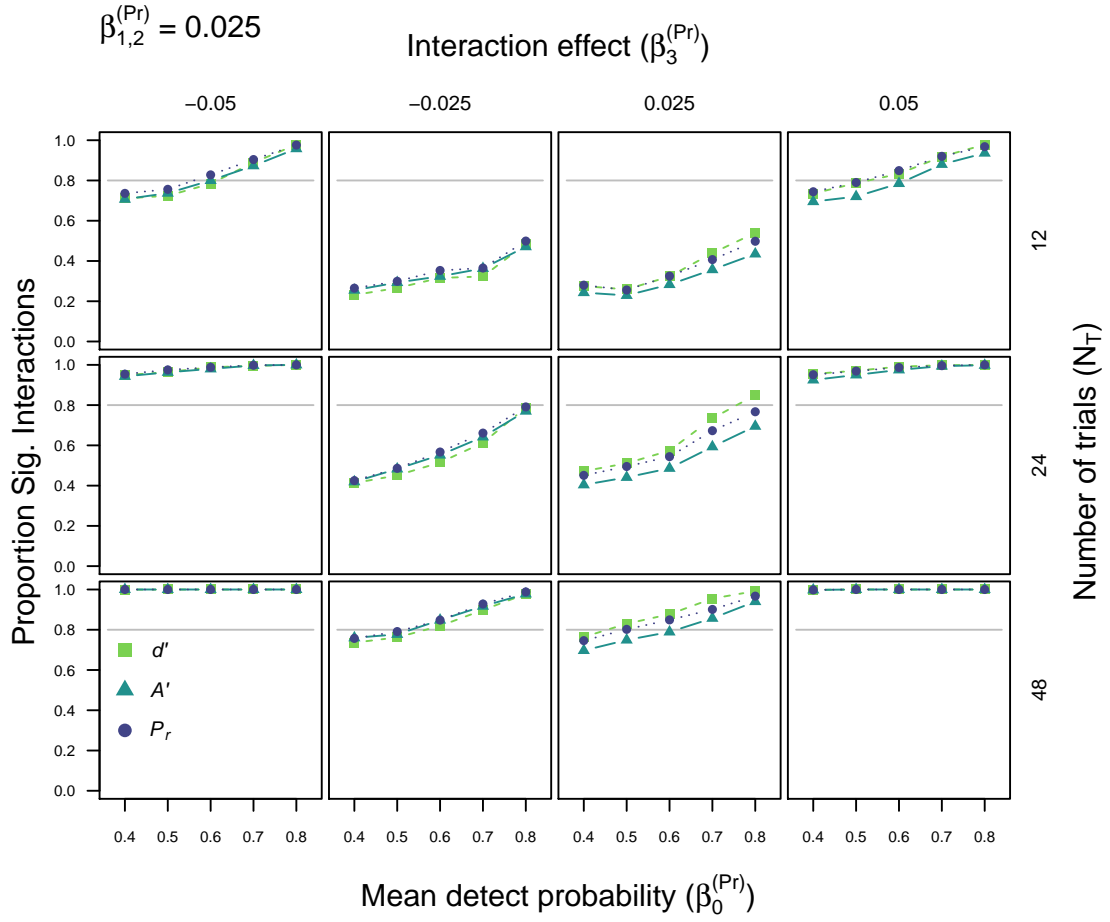 β₁,₂⁽ᴾʳ⁾ = 0.025
Interaction effect (β₃⁽ᴾʳ⁾)
−0.05 −0.025 0.025 0.05
Proportion Sig. Interactions
1.0
0.8
0.6
0.4
0.2
0.0
12
1.0
0.8
0.6
0.4
0.2
0.0
24
Number of trials (N_T)
1.0
0.8
0.6
0.4
0.2
0.0
48
d′
A′
P_r
0.4 0.5 0.6 0.7 0.8 0.4 0.5 0.6 0.7 0.8 0.4 0.5 0.6 0.7 0.8 0.4 0.5 0.6 0.7 0.8
Mean detect probability (β₀⁽ᴾʳ⁾)